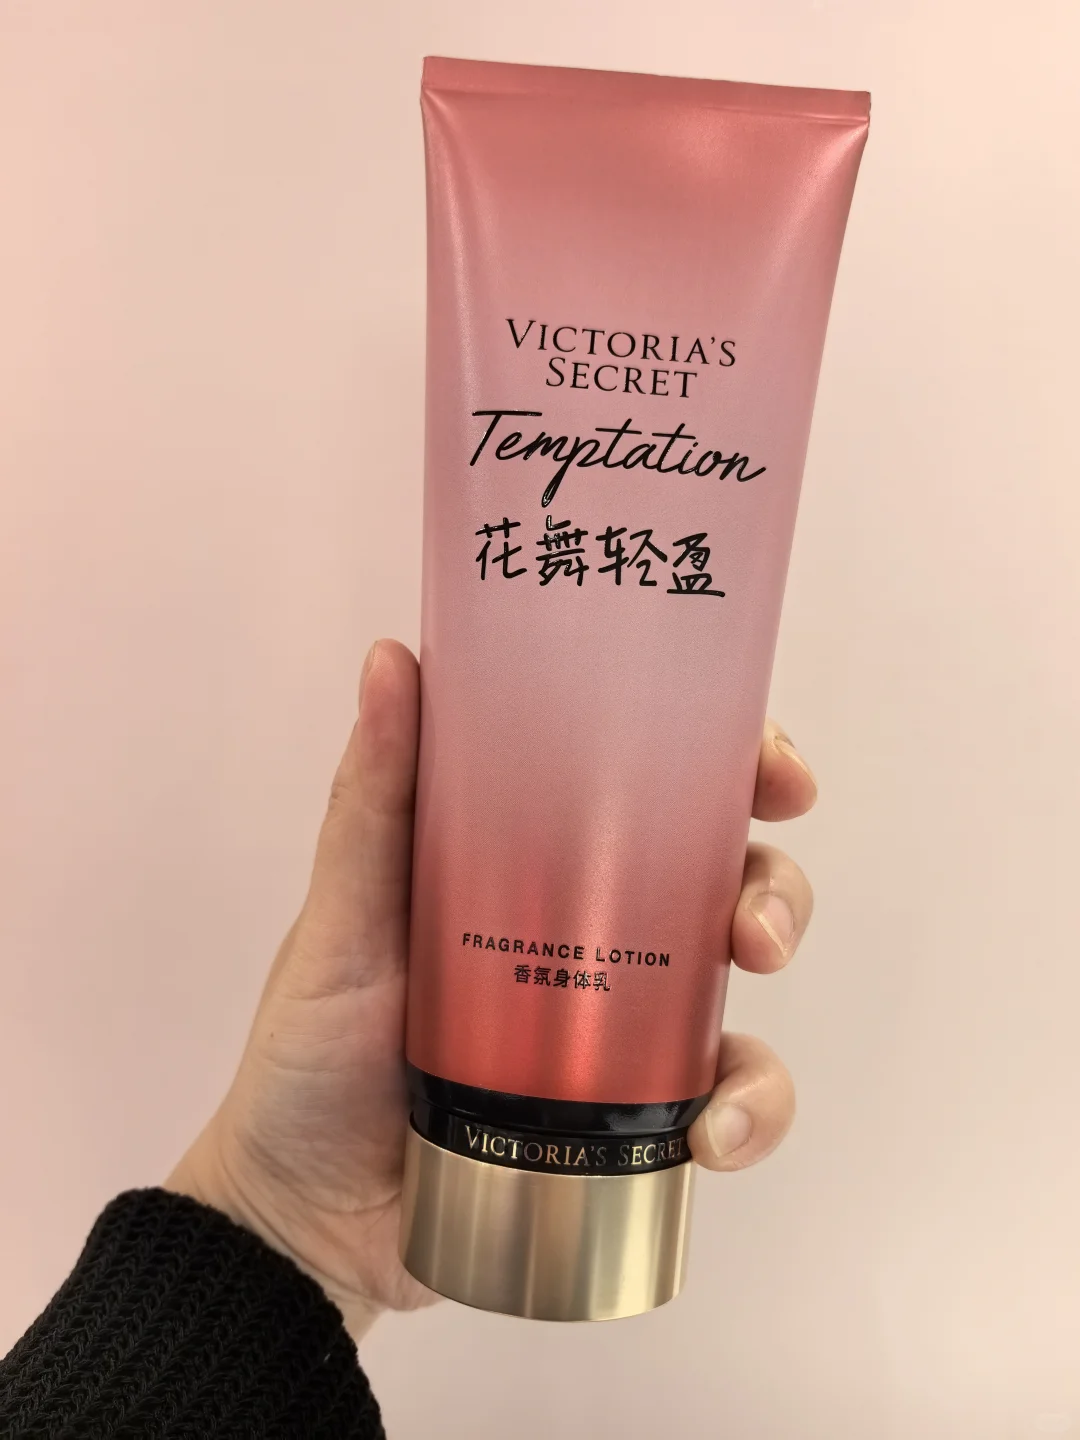 VICTORIA'S
SECRET
Temptation
花舞轻盈
FRAGRANCE LOTION
香氛身体乳
VICTORIA'S SECRET